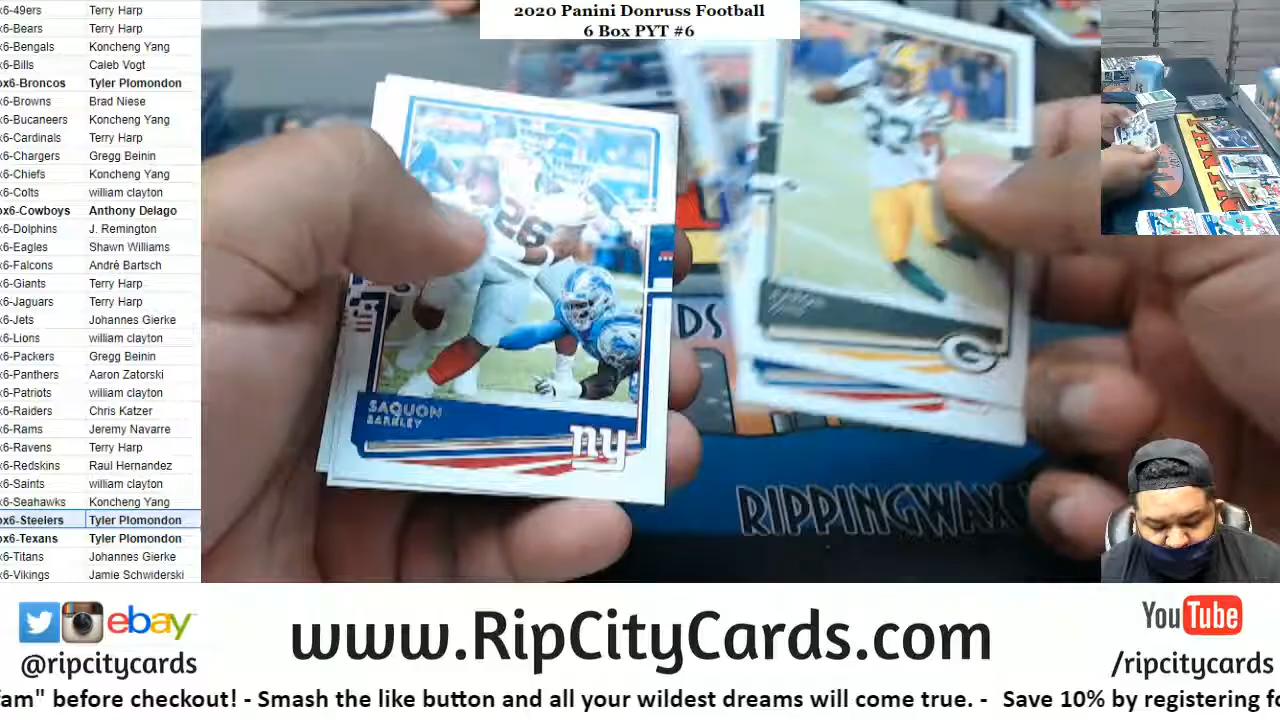 2020 Panini Donruss Football
6 Box PYT #6
x6-49ers Terry Harp
x6-Bears Terry Harp
x6-Bengals Koncheng Yang
x6-Bills Caleb Vogt
ox6-Broncos Tyler Plomondon
x6-Browns Brad Niese
x6-Bucaneers Koncheng Yang
x6-Cardinals Terry Harp
x6-Chargers Gregg Beinin
x6-Chiefs Koncheng Yang
x6-Colts william clayton
ox6-Cowboys Anthony Delago
x6-Dolphins J. Remington
x6-Eagles Shawn Williams
x6-Falcons André Bartsch
x6-Giants Terry Harp
x6-Jaguars Terry Harp
x6-Jets Johannes Gierke
x6-Lions william clayton
x6-Packers Gregg Beinin
x6-Panthers Aaron Zatorski
x6-Patriots william clayton
x6-Raiders Chris Katzer
x6-Rams Jeremy Navarre
x6-Ravens Terry Harp
x6-Redskins Raul Hernandez
x6-Saints william clayton
x6-Seahawks Koncheng Yang
ox6-Steelers Tyler Plomondon
ox6-Texans Tyler Plomondon
x6-Titans Johannes Gierke
x6-Vikings Jamie Schwiderski
26
SAQUON
BARKLEY
ny
33
G
DS
RIPPINGWAX
ebay
@ripcitycards
www.RipCityCards.com
YouTube
/ripcitycards
fam" before checkout! - Smash the like button and all your wildest dreams will come true. - Save 10% by registering fo